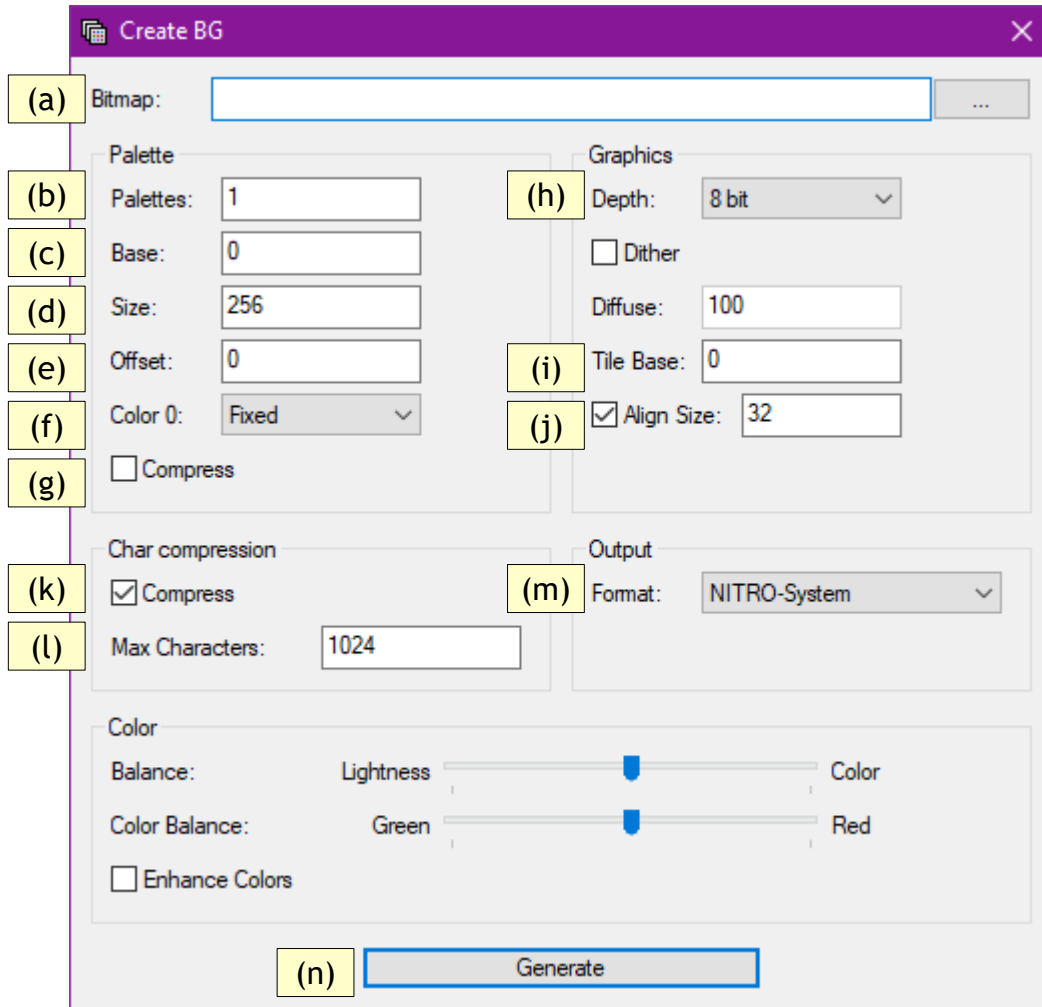 Create BG
(a) Bitmap: ...
Palette
(b) Palettes: 1
(c) Base: 0
(d) Size: 256
(e) Offset: 0
(f) Color 0: Fixed
(g) Compress
Graphics
(h) Depth: 8 bit
Dither
Diffuse: 100
(i) Tile Base: 0
(j) Align Size: 32
Char compression
(k) Compress
(l) Max Characters: 1024
Output
(m) Format: NITRO-System
Color
Balance: Lightness Color
Color Balance: Green Red
Enhance Colors
(n) Generate